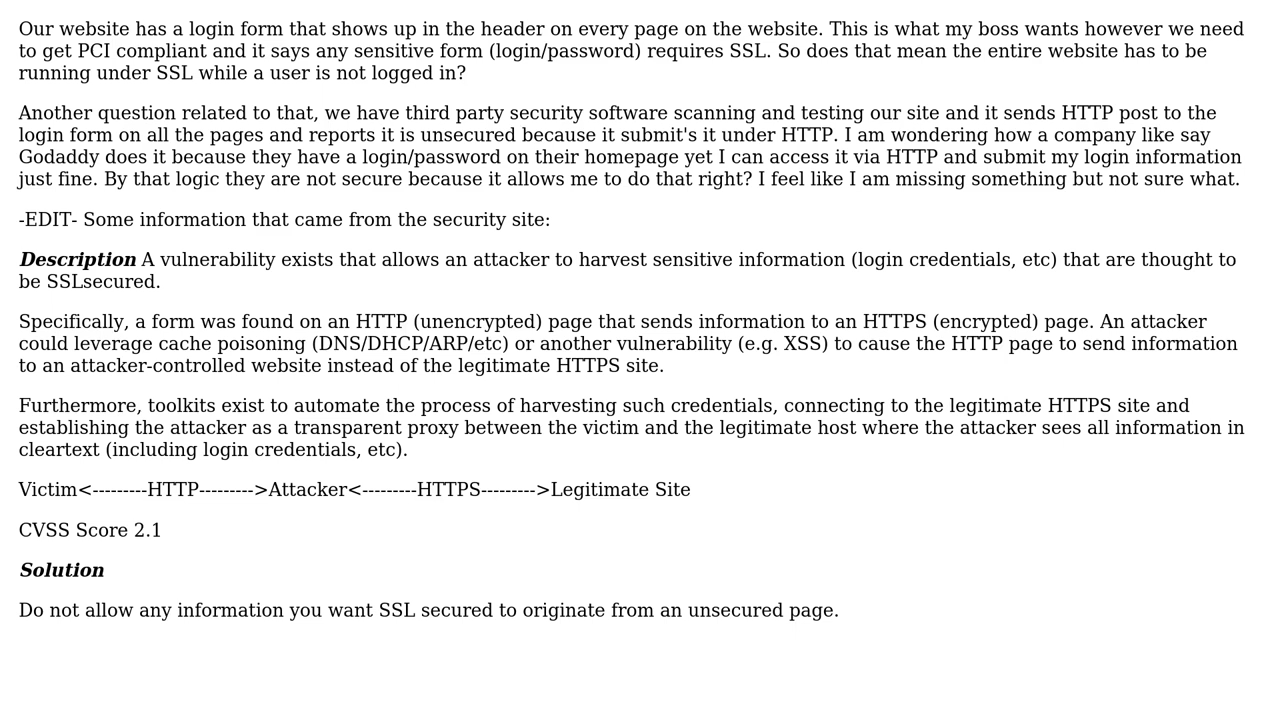 Our website has a login form that shows up in the header on every page on the website. This is what my boss wants however we need
to get PCI compliant and it says any sensitive form (login/password) requires SSL. So does that mean the entire website has to be
running under SSL while a user is not logged in?
Another question related to that, we have third party security software scanning and testing our site and it sends HTTP post to the
login form on all the pages and reports it is unsecured because it submit's it under HTTP. I am wondering how a company like say
Godaddy does it because they have a login/password on their homepage yet I can access it via HTTP and submit my login information
just fine. By that logic they are not secure because it allows me to do that right? I feel like I am missing something but not sure what.
-EDIT- Some information that came from the security site:
Description A vulnerability exists that allows an attacker to harvest sensitive information (login credentials, etc) that are thought to
be SSLsecured.
Specifically, a form was found on an HTTP (unencrypted) page that sends information to an HTTPS (encrypted) page. An attacker
could leverage cache poisoning (DNS/DHCP/ARP/etc) or another vulnerability (e.g. XSS) to cause the HTTP page to send information
to an attacker-controlled website instead of the legitimate HTTPS site.
Furthermore, toolkits exist to automate the process of harvesting such credentials, connecting to the legitimate HTTPS site and
establishing the attacker as a transparent proxy between the victim and the legitimate host where the attacker sees all information in
cleartext (including login credentials, etc).
Victim<---------HTTP--------->Attacker<---------HTTPS--------->Legitimate Site
CVSS Score 2.1
Solution
Do not allow any information you want SSL secured to originate from an unsecured page.